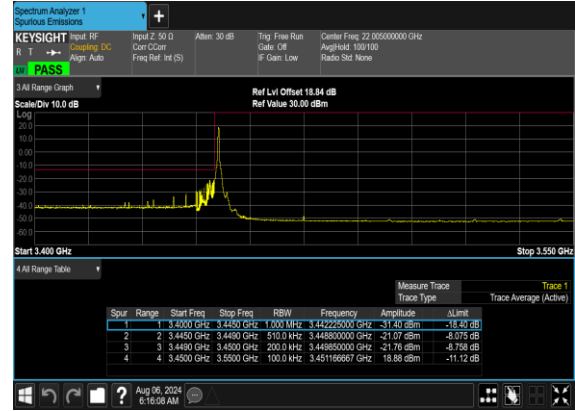 Spectrum Analyzer 1
Spurious Emissions
+
KEYSIGHT Input: RF Input Z: 50 Ω Atten: 30 dB Trig: Free Run Center Freq: 22.005000000 GHz
R T Coupling: DC Corr CCorr Gate: Off Avg|Hold: 100/100
Align: Auto Freq Ref: Int (S) IF Gain: Low Radio Std: None
PASS
3 All Range Graph
Ref Lvl Offset 18.84 dB
Scale/Div 10.0 dB Ref Value 30.00 dBm
Log
20.0
10.0
0.00
-10.0
-20.0
-30.0
-40.0
-50.0
-60.0
Start 3.400 GHz Stop 3.550 GHz
4 All Range Table
Measure Trace Trace 1
Trace Type Trace Average (Active)
Spur Range Start Freq Stop Freq RBW Frequency Amplitude ΔLimit
1 1 3.4000 GHz 3.4450 GHz 1.000 MHz 3.442225000 GHz -31.40 dBm -18.40 dB
2 2 3.4450 GHz 3.4490 GHz 510.0 kHz 3.448800000 GHz -21.07 dBm -8.075 dB
3 3 3.4490 GHz 3.4500 GHz 200.0 kHz 3.449850000 GHz -21.76 dBm -8.758 dB
4 4 3.4500 GHz 3.5500 GHz 100.0 kHz 3.451166667 GHz 18.88 dBm -11.12 dB
? Aug 06, 2024
6:16:08 AM